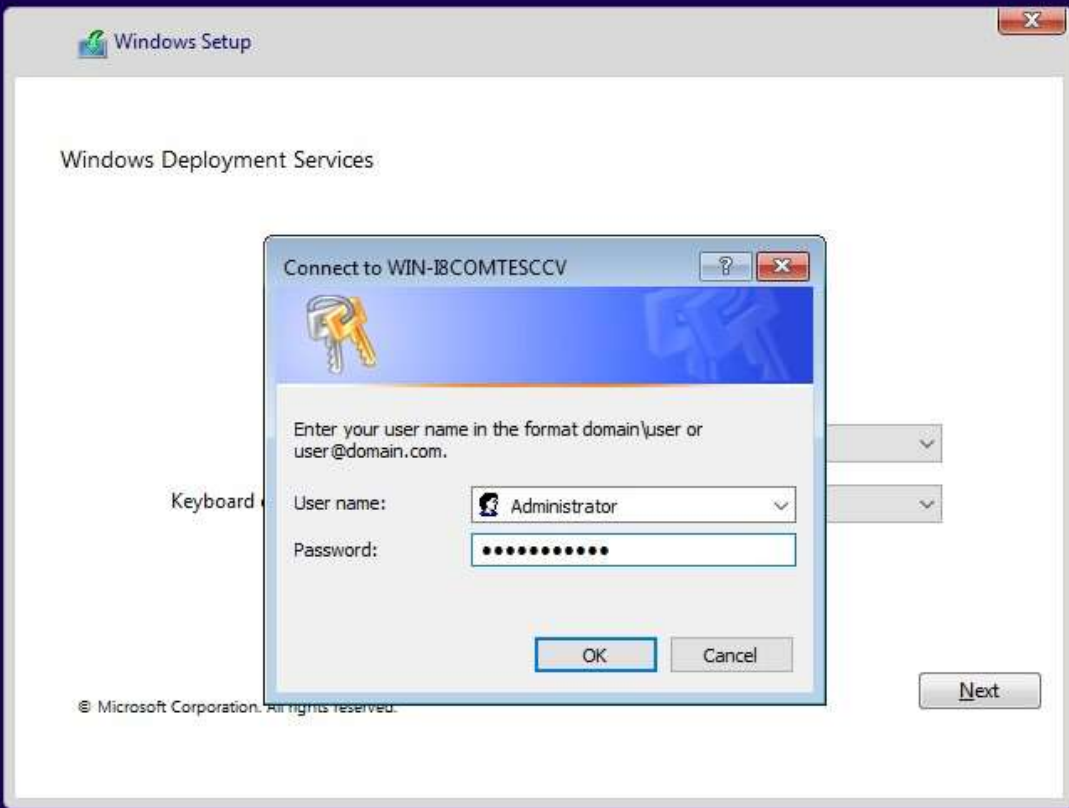 Windows Setup
Windows Deployment Services
Connect to WIN-I8COMTESCCV
Enter your user name in the format domain\user or
user@domain.com.
Keyboard
User name:
Administrator
Password:
OK
Cancel
Next
© Microsoft Corporation. All rights reserved.